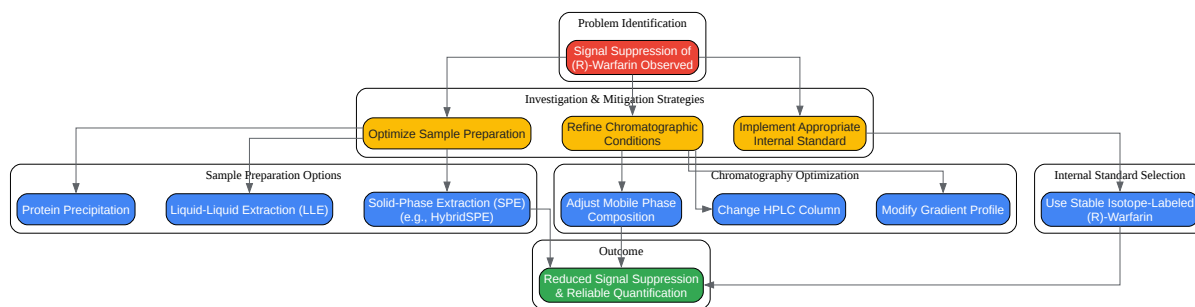 Problem Identification
Signal Suppression of
(R)-Warfarin Observed
Investigation & Mitigation Strategies
Optimize Sample Preparation
Refine Chromatographic
Conditions
Implement Appropriate
Internal Standard
Sample Preparation Options
Protein Precipitation
Liquid-Liquid Extraction (LLE)
Solid-Phase Extraction (SPE)
(e.g., HybridSPE)
Chromatography Optimization
Adjust Mobile Phase
Composition
Change HPLC Column
Modify Gradient Profile
Internal Standard Selection
Use Stable Isotope-Labeled
(R)-Warfarin
Outcome
Reduced Signal Suppression
& Reliable Quantification